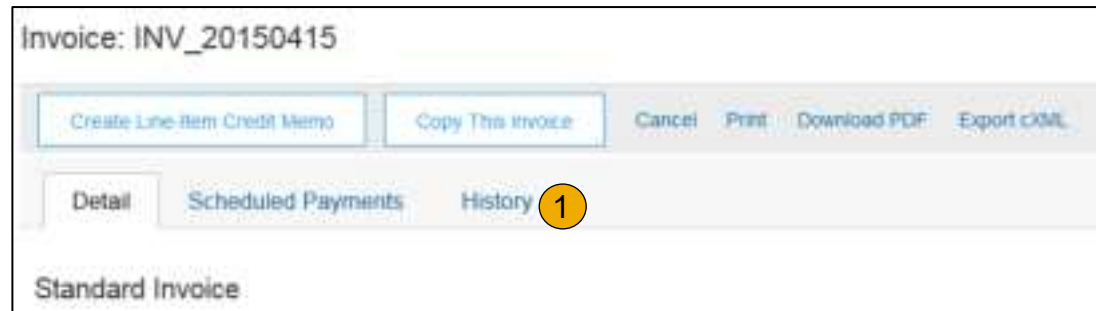 Invoice: INV_20150415
Create Line-Item Credit Memo Copy This Invoice Cancel Print Download PDF Export cXML
Detail Scheduled Payments History 1
Standard Invoice